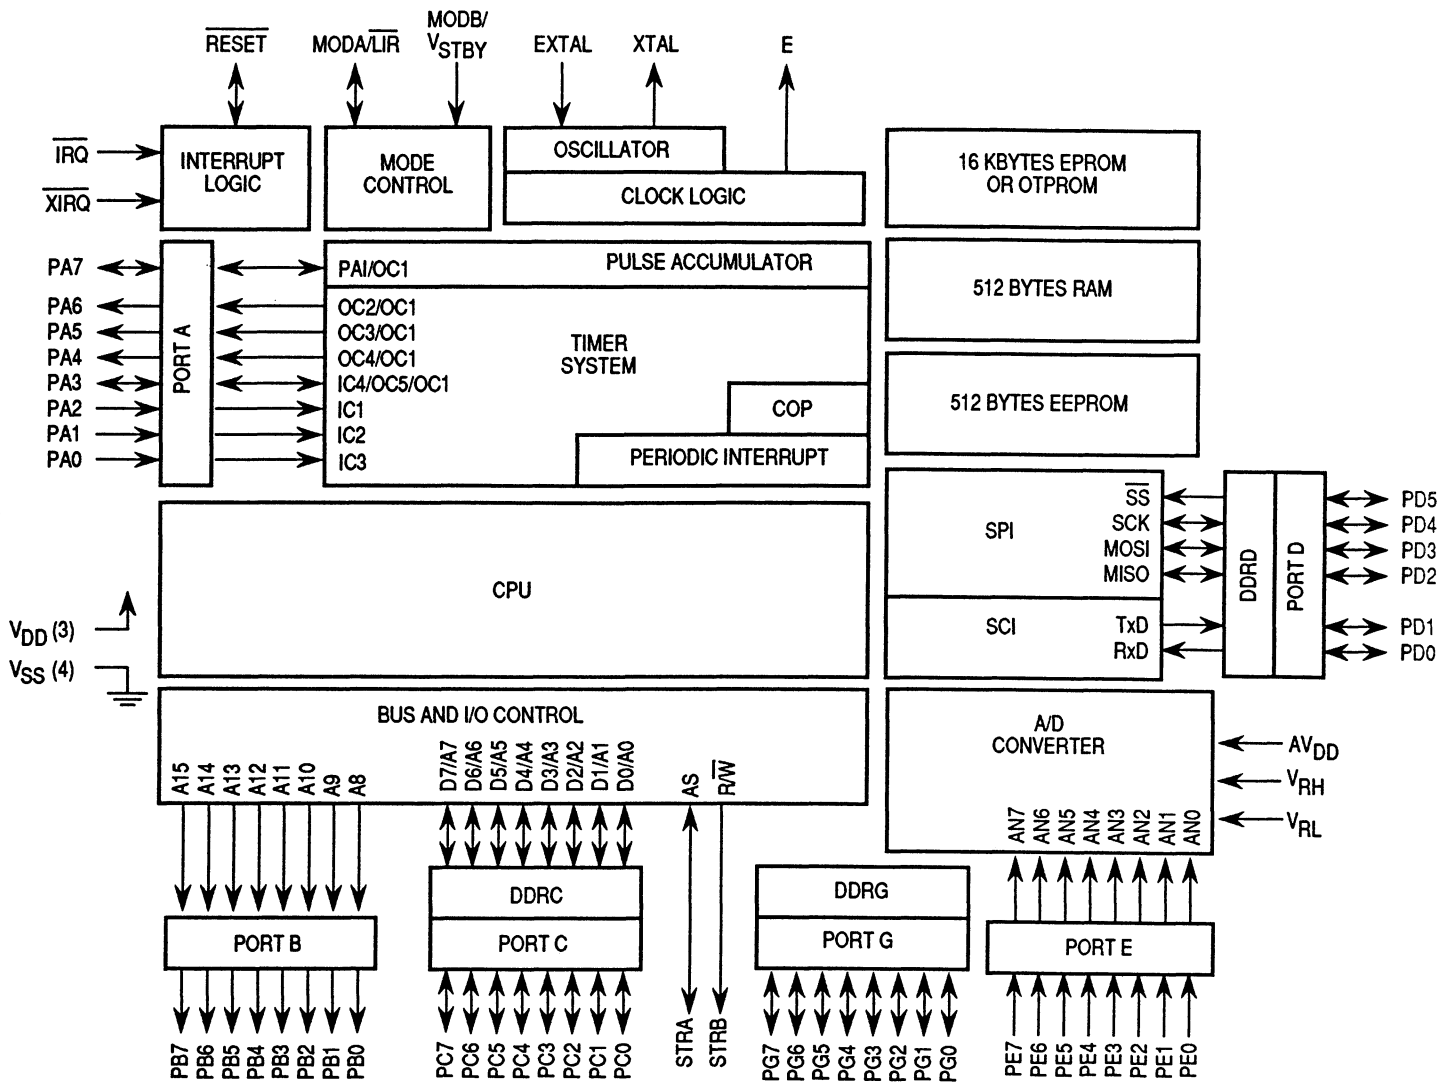 RESET
MODA/LIR
MODB/
VSTBY
EXTAL
XTAL
E
IRQ
XIRQ
INTERRUPT
LOGIC
MODE
CONTROL
OSCILLATOR
CLOCK LOGIC
16 KBYTES EPROM
OR OTPROM
PA7
PA6
PA5
PA4
PA3
PA2
PA1
PA0
PORT A
PAI/OC1
PULSE ACCUMULATOR
OC2/OC1
OC3/OC1
OC4/OC1
IC4/OC5/OC1
IC1
IC2
IC3
TIMER
SYSTEM
COP
PERIODIC INTERRUPT
512 BYTES RAM
512 BYTES EEPROM
CPU
VDD (3)
VSS (4)
SPI
SS
SCK
MOSI
MISO
SCI
TxD
RxD
DDRD
PORT D
PD5
PD4
PD3
PD2
PD1
PD0
BUS AND I/O CONTROL
A15
A14
A13
A12
A11
A10
A9
A8
D7/A7
D6/A6
D5/A5
D4/A4
D3/A3
D2/A2
D1/A1
D0/A0
AS
R/W
A/D
CONVERTER
AN7
AN6
AN5
AN4
AN3
AN2
AN1
AN0
AVDD
VRH
VRL
PORT B
DDRC
PORT C
DDRG
PORT G
PORT E
PB7
PB6
PB5
PB4
PB3
PB2
PB1
PB0
PC7
PC6
PC5
PC4
PC3
PC2
PC1
PC0
STRA
STRB
PG7
PG6
PG5
PG4
PG3
PG2
PG1
PG0
PE7
PE6
PE5
PE4
PE3
PE2
PE1
PE0